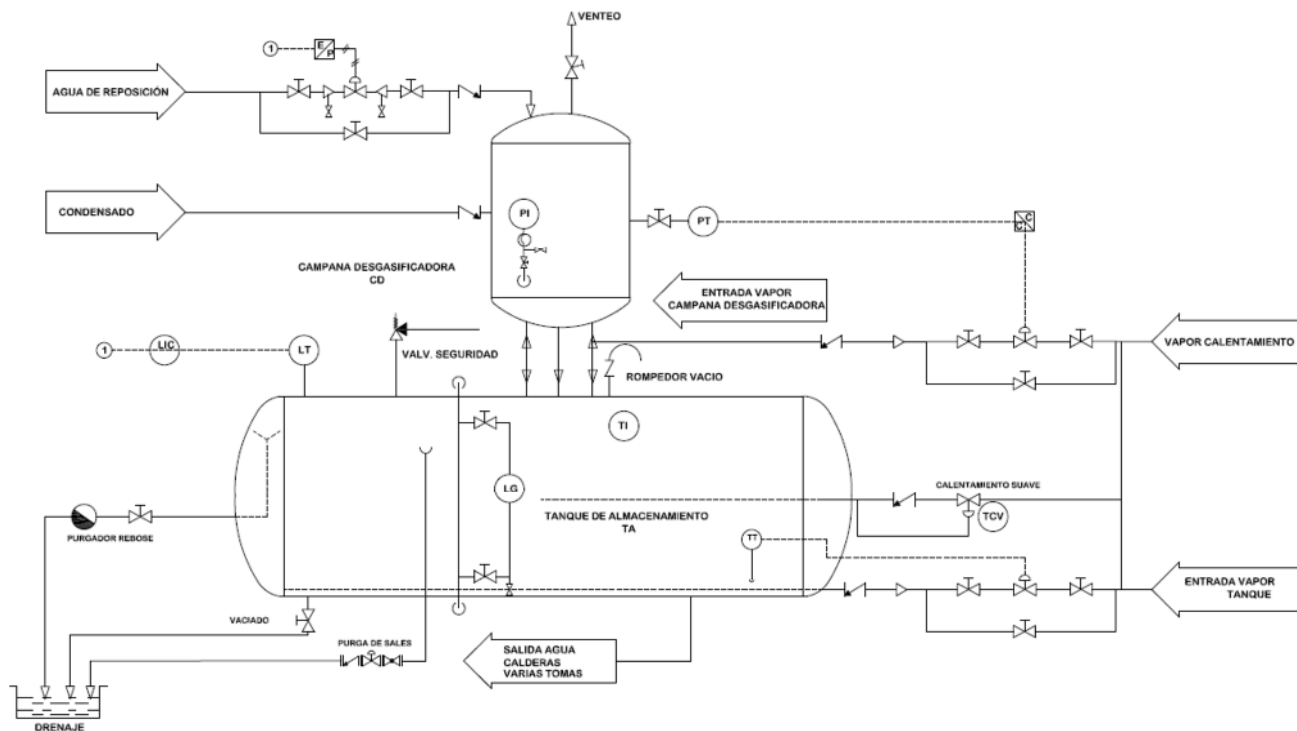 VENTEO
1
E
P
AGUA DE REPOSICIÓN
CONDENSADO
PI
PT
C
C
CAMPANA DESGASIFICADORA
CD
ENTRADA VAPOR
CAMPANA DESGASIFICADORA
1
LIC
LT
VALV. SEGURIDAD
ROMPEDOR VACIO
VAPOR CALENTAMIENTO
TI
LG
CALENTAMIENTO SUAVE
TCV
TANQUE DE ALMACENAMIENTO
TA
PURGADOR REBOSE
TT
ENTRADA VAPOR
TANQUE
VACIADO
PURGA DE SALES
SALIDA AGUA
CALDERAS
VARIAS TOMAS
DRENAJE